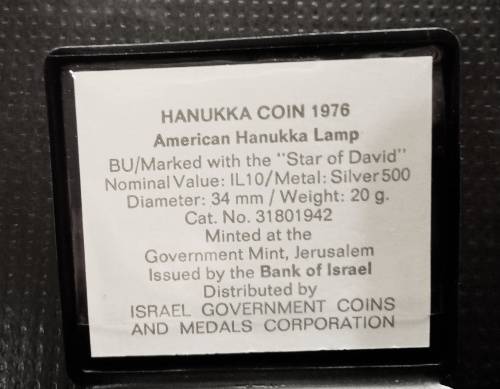 HANUKKA COIN 1976
American Hanukka Lamp
BU/Marked with the "Star of David"
Nominal Value: IL10/Metal: Silver 500
Diameter: 34 mm / Weight: 20 g.
Cat. No. 31801942
Minted at the
Government Mint, Jerusalem
Issued by the Bank of Israel
Distributed by
ISRAEL GOVERNMENT COINS
AND MEDALS CORPORATION